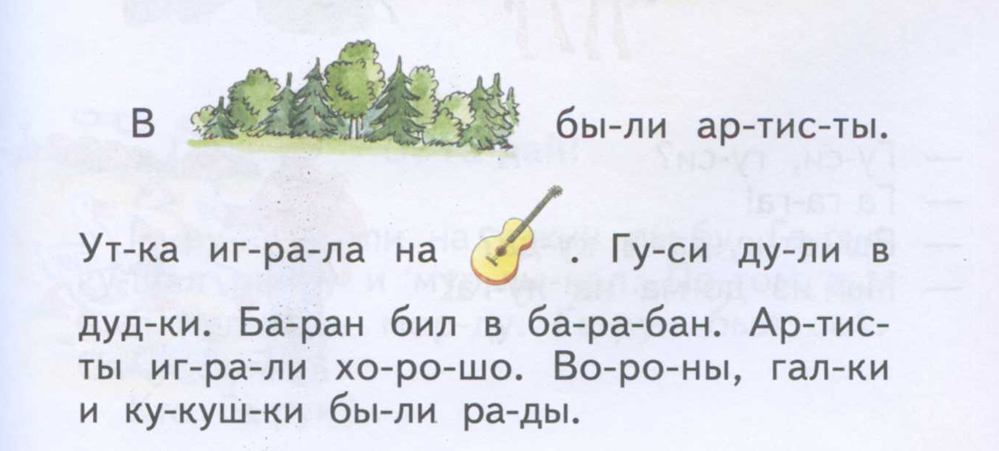 В бы-ли ар-тис-ты.
Ут-ка иг-ра-ла на . Гу-си ду-ли в
дуд-ки. Ба-ран бил в ба-ра-бан. Ар-тис-
ты иг-ра-ли хо-ро-шо. Во-ро-ны, гал-ки
и ку-куш-ки бы-ли ра-ды.